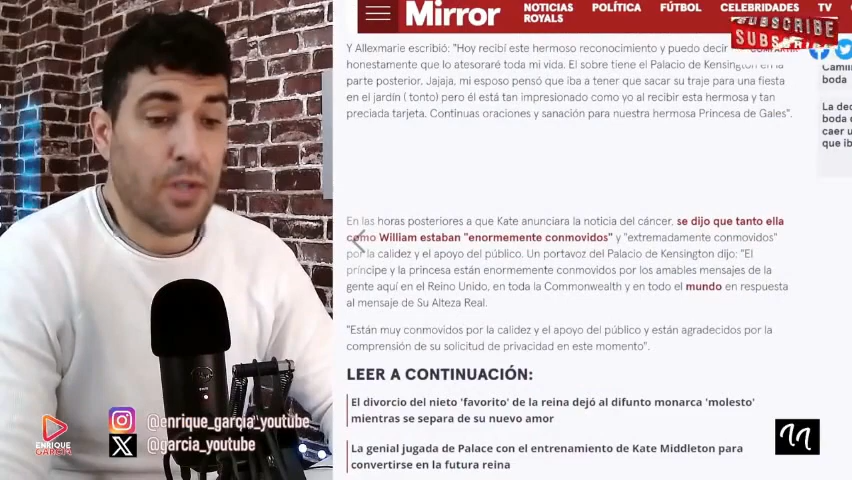 Mirror
NOTICIAS POLÍTICA FÚTBOL CELEBRIDADES TV
ROYALS
SUBSCRIBE
Y Allexmarie escribió: "Hoy recibí este hermoso reconocimiento y puedo decir
honestamente que lo atesoraré toda mi vida. El sobre tiene el Palacio de Kensington en la
parte posterior. Jajaja, mi esposo pensó que iba a tener que sacar su traje para una fiesta
en el jardín ( tonto) pero él está tan impresionado como yo al recibir esta hermosa y tan
preciada tarjeta. Continuas oraciones y sanación para nuestra hermosa Princesa de Gales".
boda
La
boda
caer
que
En las horas posteriores a que Kate anunciara la noticia del cáncer, se dijo que tanto ella
como William estaban "enormemente conmovidos" y "extremadamente conmovidos"
por la calidez y el apoyo del público. Un portavoz del Palacio de Kensington dijo: "El
príncipe y la princesa están enormemente conmovidos por los amables mensajes de la
gente aquí en el Reino Unido, en toda la Commonwealth y en todo el mundo en respuesta
al mensaje de Su Alteza Real.
"Están muy conmovidos por la calidez y el apoyo del público y están agradecidos por la
comprensión de su solicitud de privacidad en este momento".
LEER A CONTINUACIÓN:
El divorcio del nieto 'favorito' de la reina dejó al difunto monarca 'molesto'
mientras se separa de su nuevo amor
La genial jugada de Palace con el entrenamiento de Kate Middleton para
convertirse en la futura reina
ENRIQUE
GARCIA
@enrique_garcia_youtube
@garcia_youtube